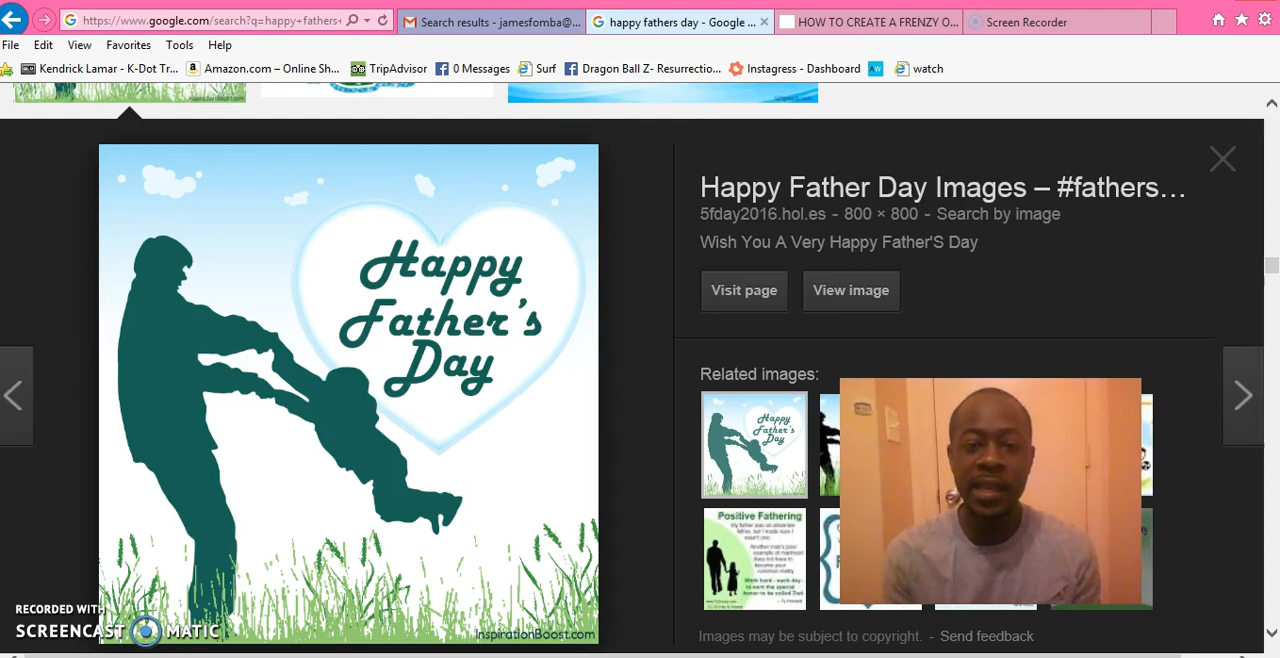 https://www.google.com/search?q=happy+fathers+
Search results - jamesfomba@...
happy fathers day - Google ...
HOW TO CREATE A FRENZY O...
Screen Recorder
File Edit View Favorites Tools Help
Kendrick Lamar - K-Dot Tr...
Amazon.com – Online Sh...
TripAdvisor
0 Messages
Surf
Dragon Ball Z- Resurrectio...
Instagress - Dashboard
AW
watch
Happy
Father's
Day
InspirationBoost.com
RECORDED WITH
SCREENCAST MATIC
Happy Father Day Images – #fathers...
5fday2016.hol.es - 800 × 800 - Search by image
Wish You A Very Happy Father'S Day
Visit page
View image
Related images:
Happy
Father's
Day
Positive Fathering
Images may be subject to copyright. - Send feedback